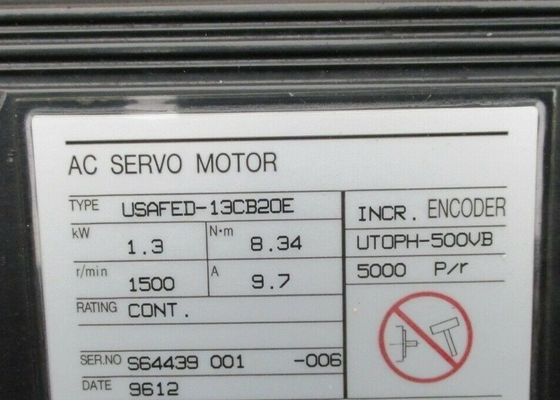 AC SERVO MOTOR
TYPE USAFED-13CB20E
kW 1.3 N·m 8.34
r/min 1500 A 9.7
RATING CONT.
SER.NO S64439 001 -006
DATE 9612
INCR. ENCODER
UTOPH-500VB
5000 P/r